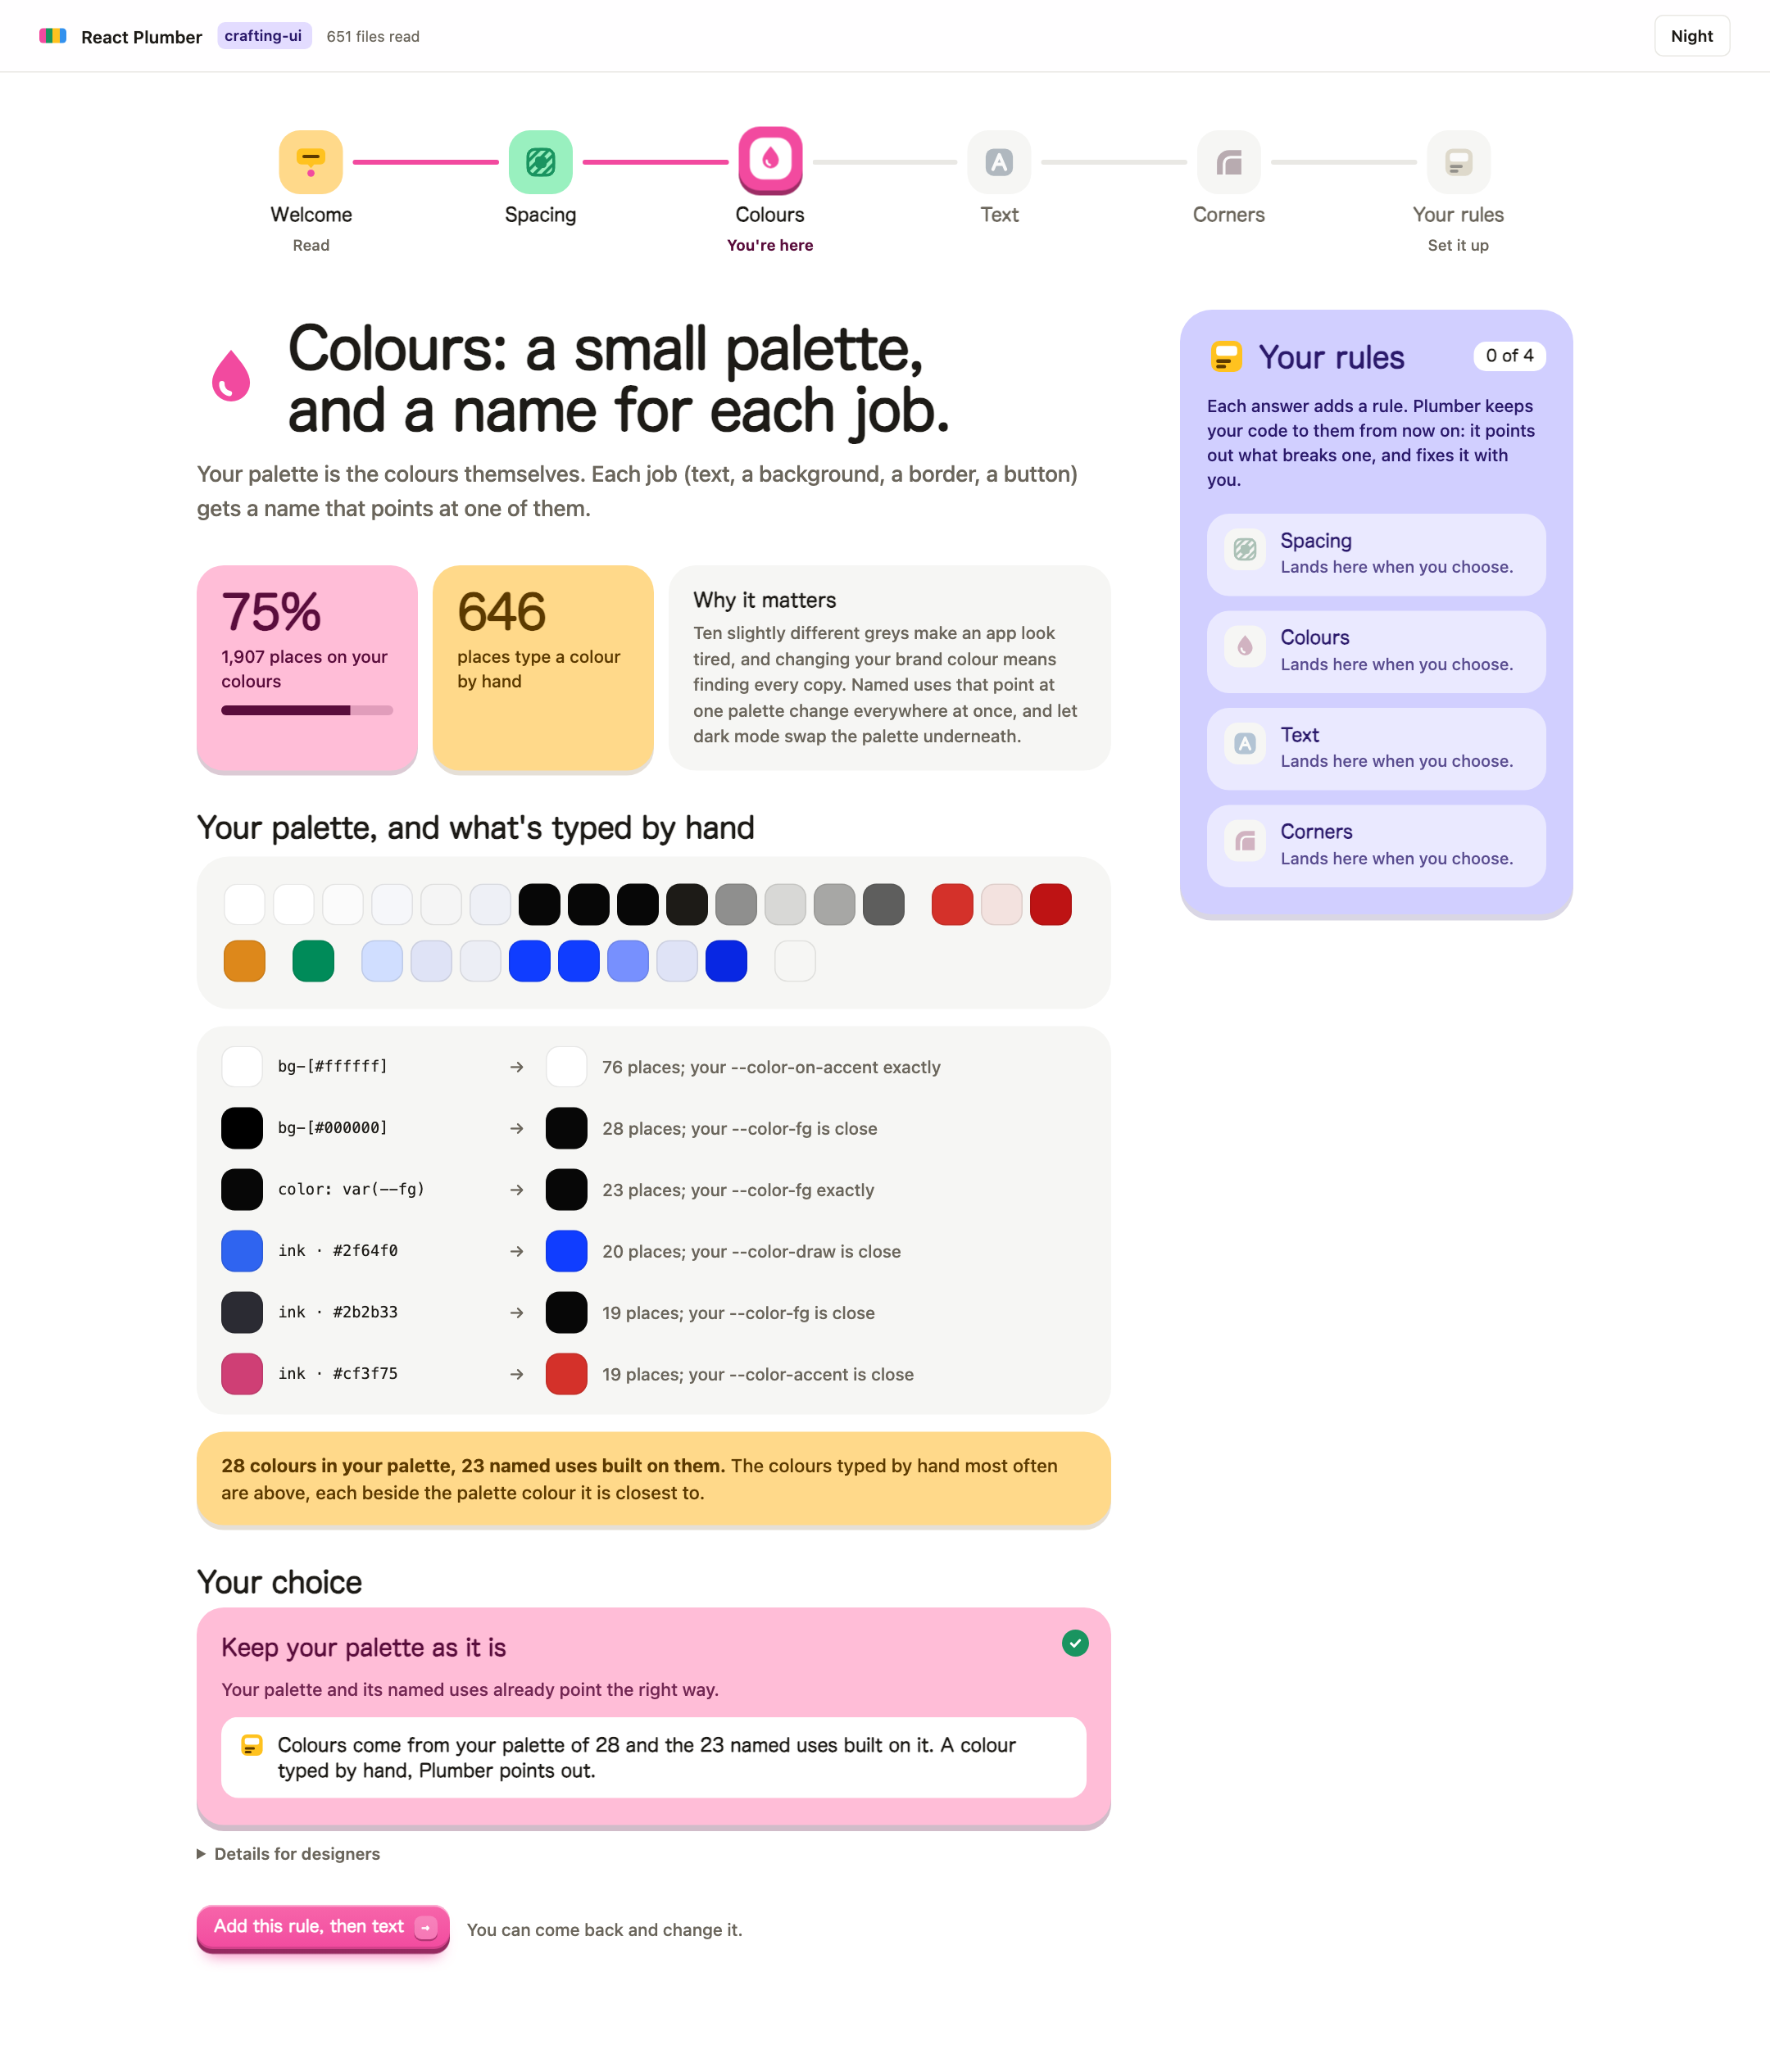 React Plumber crafting-ui 651 files read
Night
Welcome
Read
Spacing
Colours
You're here
A
Text
Corners
Your rules
Set it up
Colours: a small palette,
and a name for each job.
Your palette is the colours themselves. Each job (text, a background, a border, a button)
gets a name that points at one of them.
75%
1,907 places on your
colours
646
places type a colour
by hand
Why it matters
Ten slightly different greys make an app look
tired, and changing your brand colour means
finding every copy. Named uses that point at
one palette change everywhere at once, and let
dark mode swap the palette underneath.
Your palette, and what's typed by hand
bg-[#ffffff] → 76 places; your --color-on-accent exactly
bg-[#000000] → 28 places; your --color-fg is close
color: var(--fg) → 23 places; your --color-fg exactly
ink · #2f64f0 → 20 places; your --color-draw is close
ink · #2b2b33 → 19 places; your --color-fg is close
ink · #cf3f75 → 19 places; your --color-accent is close
28 colours in your palette, 23 named uses built on them. The colours typed by hand most often
are above, each beside the palette colour it is closest to.
Your choice
Keep your palette as it is
Your palette and its named uses already point the right way.
Colours come from your palette of 28 and the 23 named uses built on it. A colour
typed by hand, Plumber points out.
Details for designers
Add this rule, then text →
You can come back and change it.
Your rules
0 of 4
Each answer adds a rule. Plumber keeps
your code to them from now on: it points
out what breaks one, and fixes it with
you.
Spacing
Lands here when you choose.
Colours
Lands here when you choose.
A
Text
Lands here when you choose.
Corners
Lands here when you choose.